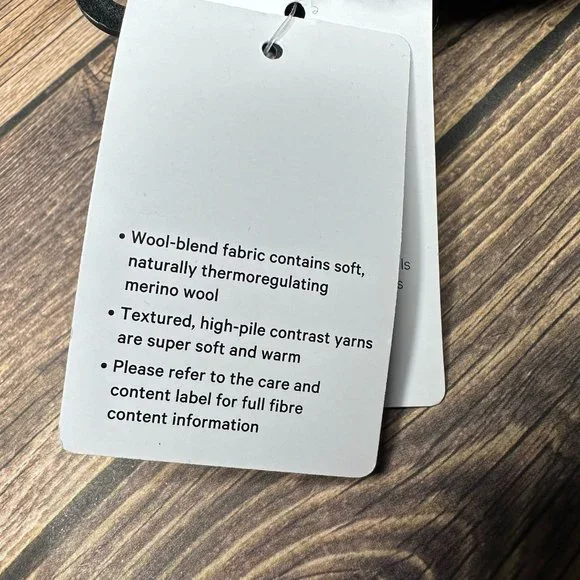 • Wool-blend fabric contains soft,
naturally thermoregulating
merino wool
• Textured, high-pile contrast yarns
are super soft and warm
• Please refer to the care and
content label for full fibre
content information